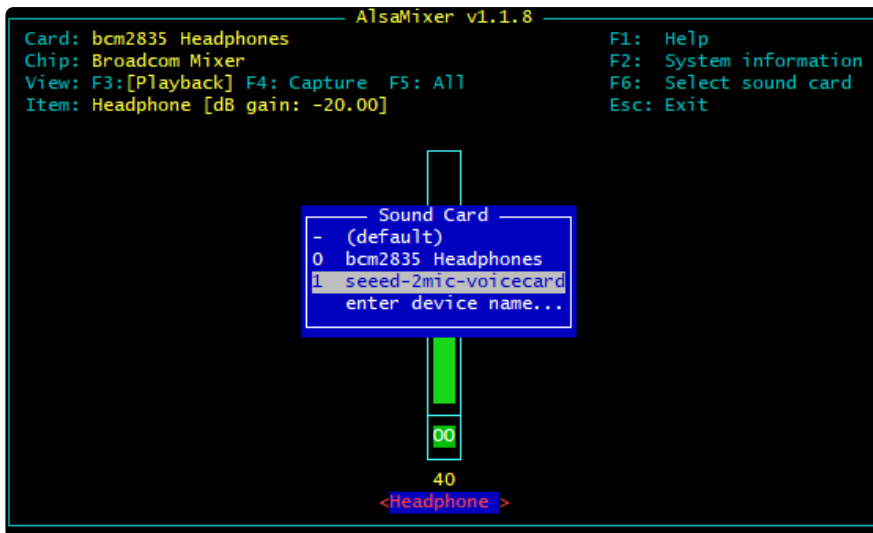 AlsaMixer v1.1.8
Card: bcm2835 Headphones F1: Help
Chip: Broadcom Mixer F2: System information
View: F3:[Playback] F4: Capture F5: All F6: Select sound card
Item: Headphone [dB gain: -20.00] Esc: Exit
Sound Card
- (default)
0 bcm2835 Headphones
1 seeed-2mic-voicecard
enter device name...
OO
40
<Headphone >